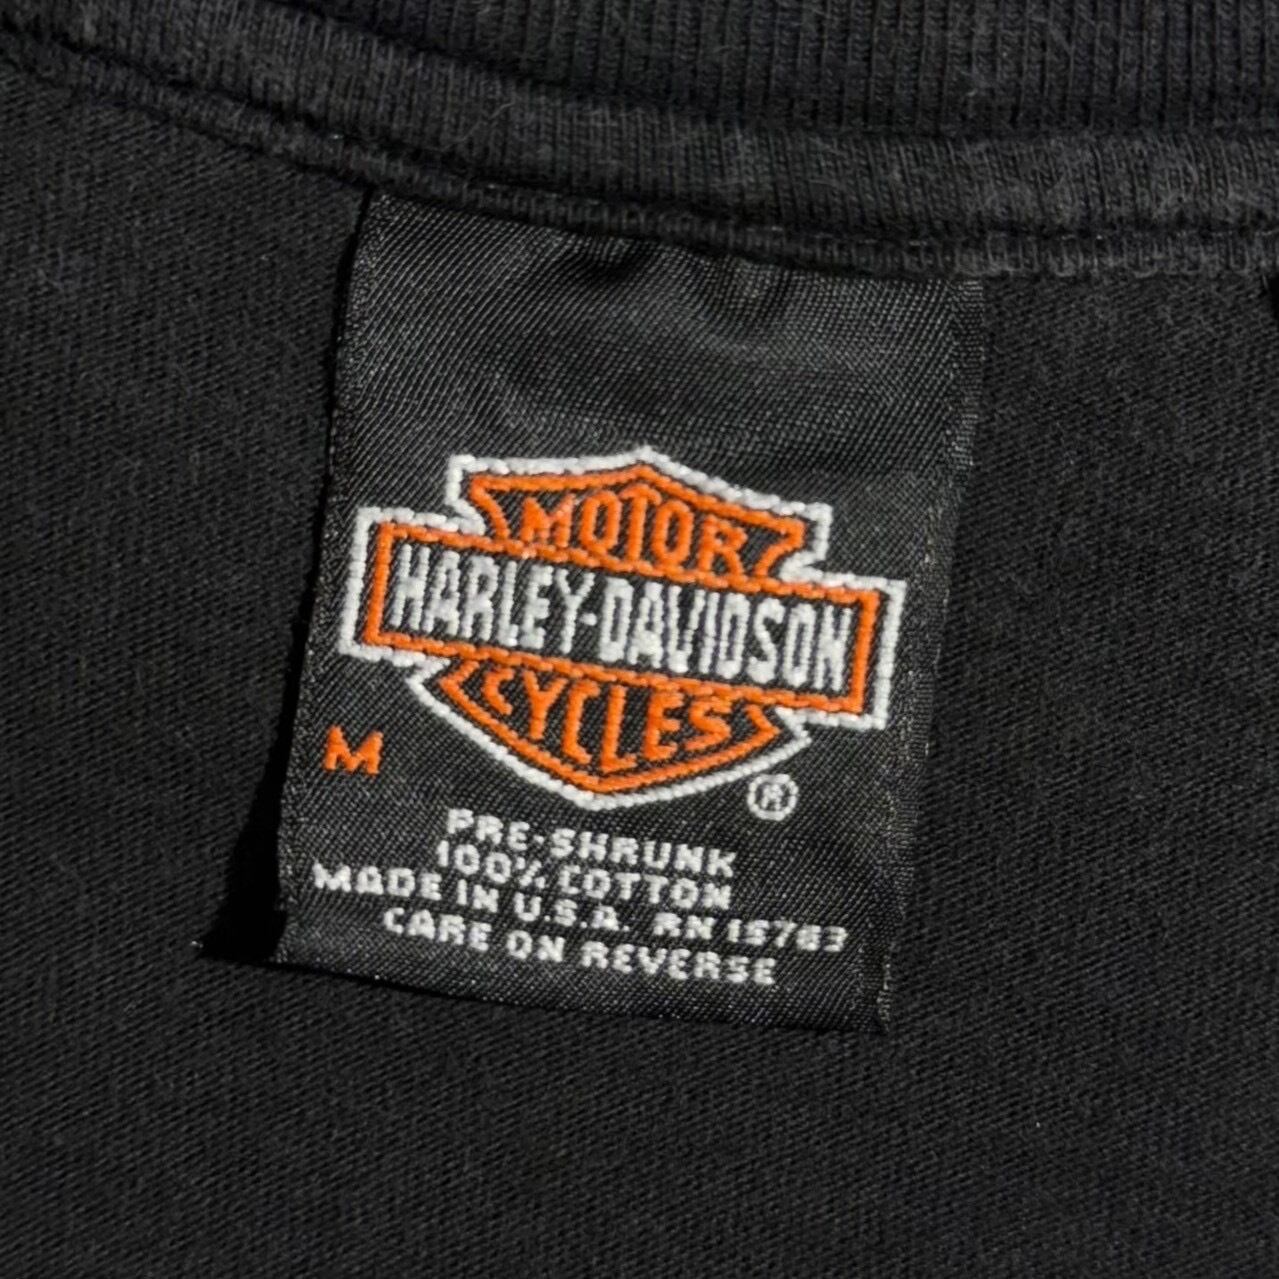 MOTOR
HARLEY-DAVIDSON
CYCLES
®
M
PRE-SHRUNK
100% COTTON
MADE IN U.S.A. RN 15763
CARE ON REVERSE